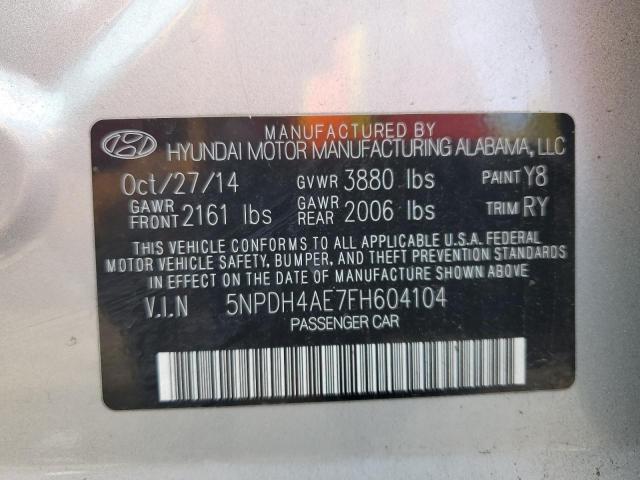 MANUFACTURED BY
HYUNDAI MOTOR MANUFACTURING ALABAMA, LLC
Oct/27/14 GVWR 3880 lbs PAINT Y8
GAWR FRONT 2161 lbs GAWR REAR 2006 lbs TRIM RY
THIS VEHICLE CONFORMS TO ALL APPLICABLE U.S.A. FEDERAL
MOTOR VEHICLE SAFETY, BUMPER, AND THEFT PREVENTION STANDARDS
IN EFFECT ON THE DATE OF MANUFACTURE SHOWN ABOVE.
V.I.N 5NPDH4AE7FH604104
PASSENGER CAR